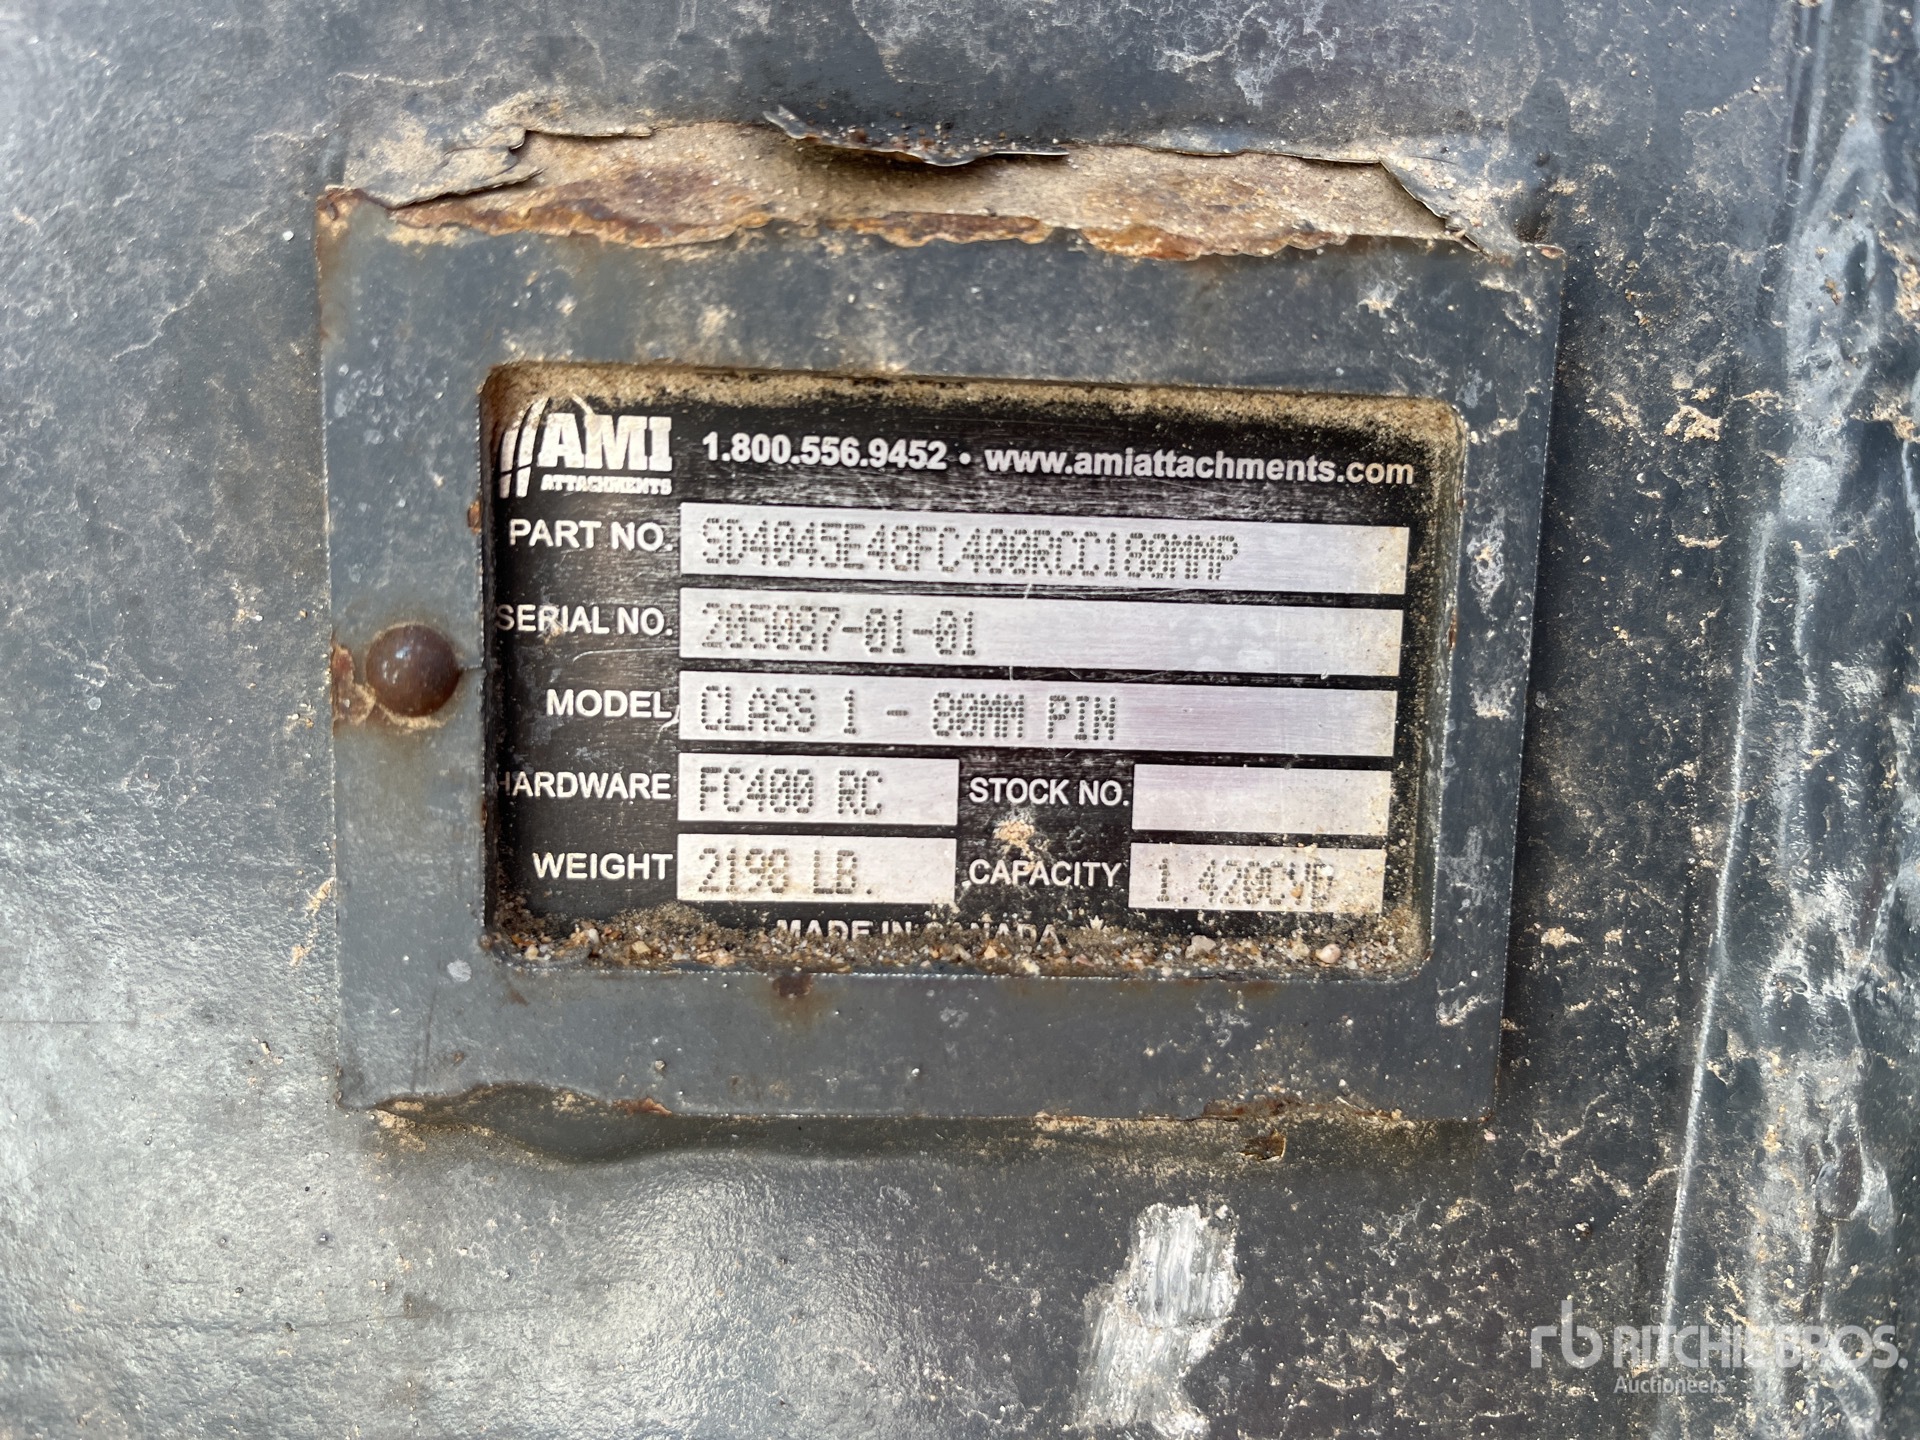 AMI 1.800.556.9452 • www.amiattachments.com
ATTACHMENTS
PART NO. SD4045E48FC400RCC180MMP
SERIAL NO. 205087-01-01
MODEL CLASS 1 - 80MM PIN
HARDWARE FC400 RC STOCK NO.
WEIGHT 2198 LB. CAPACITY 1.420CYD
MADE IN CANADA
rb RITCHIE BROS.
Auctioneers